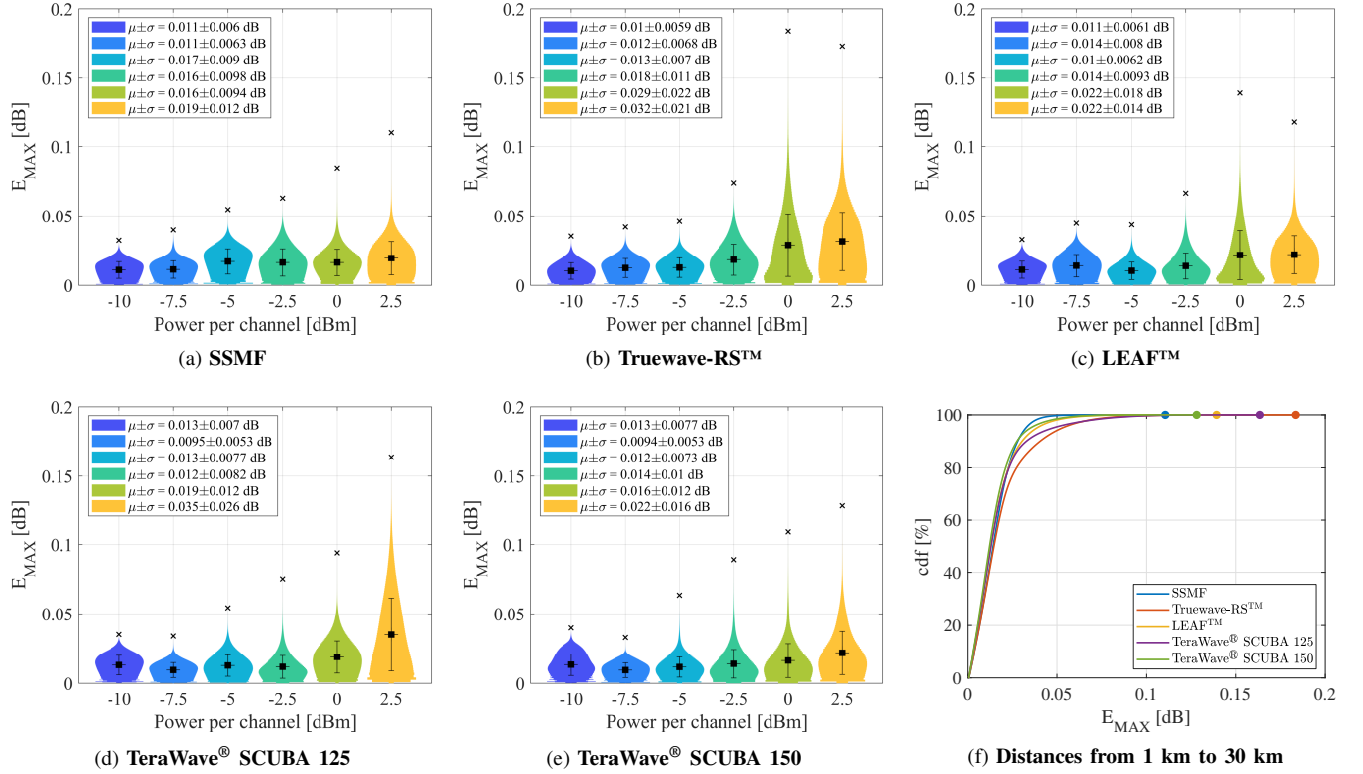 0.2
0.15
0.1
0.05
0
E_MAX [dB]
μ±σ = 0.011±0.006 dB
μ±σ = 0.011±0.0063 dB
μ±σ = 0.017±0.009 dB
μ±σ = 0.016±0.0098 dB
μ±σ = 0.016±0.0094 dB
μ±σ = 0.019±0.012 dB
-10 -7.5 -5 -2.5 0 2.5
Power per channel [dBm]
(a) SSMF
0.2
0.15
0.1
0.05
0
E_MAX [dB]
μ±σ = 0.01±0.0059 dB
μ±σ = 0.012±0.0068 dB
μ±σ = 0.013±0.007 dB
μ±σ = 0.018±0.011 dB
μ±σ = 0.029±0.022 dB
μ±σ = 0.032±0.021 dB
-10 -7.5 -5 -2.5 0 2.5
Power per channel [dBm]
(b) Truewave-RS™
0.2
0.15
0.1
0.05
0
E_MAX [dB]
μ±σ = 0.011±0.0061 dB
μ±σ = 0.014±0.008 dB
μ±σ = 0.01±0.0062 dB
μ±σ = 0.014±0.0093 dB
μ±σ = 0.022±0.018 dB
μ±σ = 0.022±0.014 dB
-10 -7.5 -5 -2.5 0 2.5
Power per channel [dBm]
(c) LEAF™
0.2
0.15
0.1
0.05
0
E_MAX [dB]
μ±σ = 0.013±0.007 dB
μ±σ = 0.0095±0.0053 dB
μ±σ = 0.013±0.0077 dB
μ±σ = 0.012±0.0082 dB
μ±σ = 0.019±0.012 dB
μ±σ = 0.035±0.026 dB
-10 -7.5 -5 -2.5 0 2.5
Power per channel [dBm]
(d) TeraWave® SCUBA 125
0.2
0.15
0.1
0.05
0
E_MAX [dB]
μ±σ = 0.013±0.0077 dB
μ±σ = 0.0094±0.0053 dB
μ±σ = 0.012±0.0073 dB
μ±σ = 0.014±0.01 dB
μ±σ = 0.016±0.012 dB
μ±σ = 0.022±0.016 dB
-10 -7.5 -5 -2.5 0 2.5
Power per channel [dBm]
(e) TeraWave® SCUBA 150
100
80
60
40
20
0
cdf [%]
SSMF
Truewave-RS™
LEAF™
TeraWave® SCUBA 125
TeraWave® SCUBA 150
0 0.05 0.1 0.15 0.2
E_MAX [dB]
(f) Distances from 1 km to 30 km